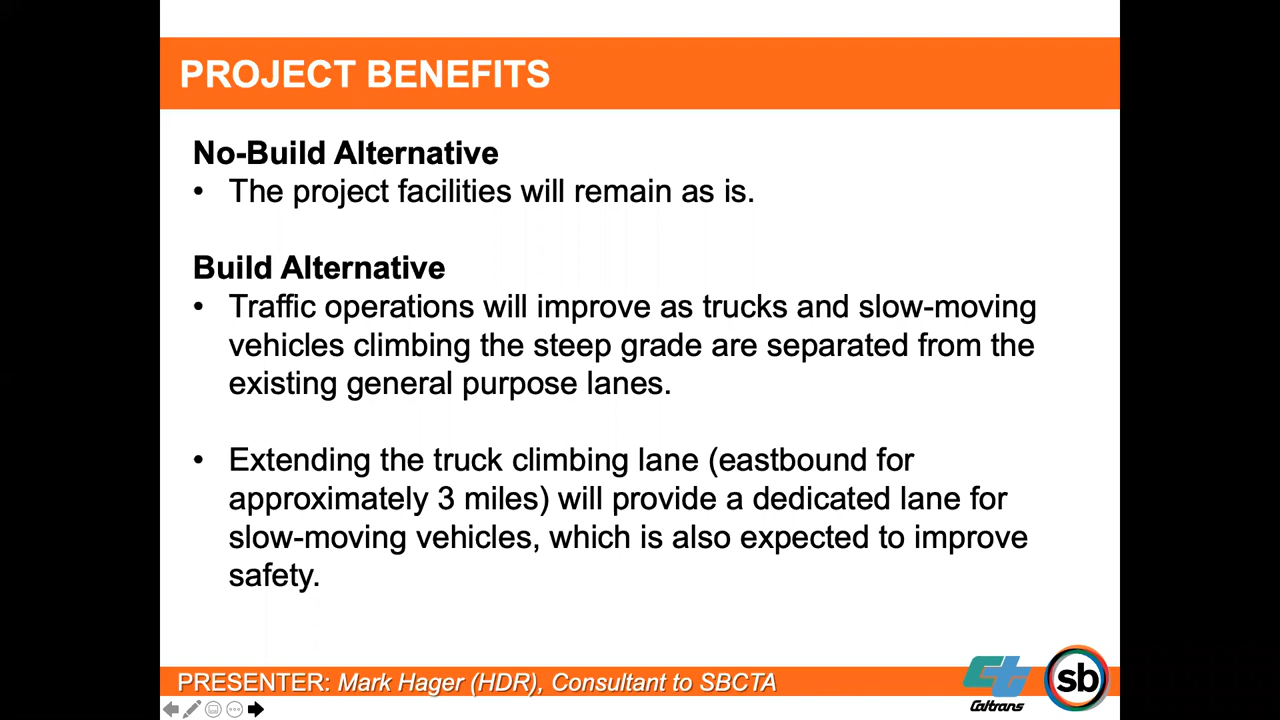 PROJECT BENEFITS
No-Build Alternative
• The project facilities will remain as is.
Build Alternative
• Traffic operations will improve as trucks and slow-moving
vehicles climbing the steep grade are separated from the
existing general purpose lanes.
• Extending the truck climbing lane (eastbound for
approximately 3 miles) will provide a dedicated lane for
slow-moving vehicles, which is also expected to improve
safety.
PRESENTER: Mark Hager (HDR), Consultant to SBCTA
Caltrans
sb